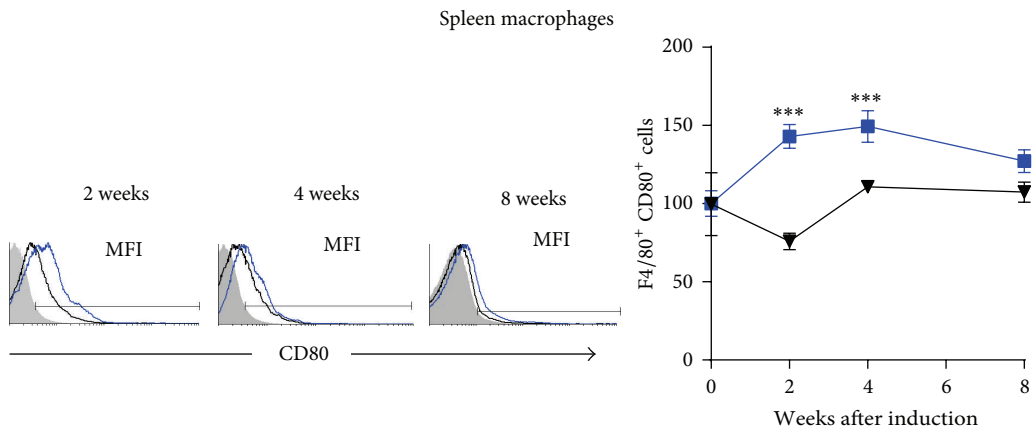 Spleen macrophages
2 weeks
4 weeks
8 weeks
MFI
MFI
MFI
CD80
F4/80⁺ CD80⁺ cells
200
150
100
50
0
***
***
0
2
4
6
8
Weeks after induction